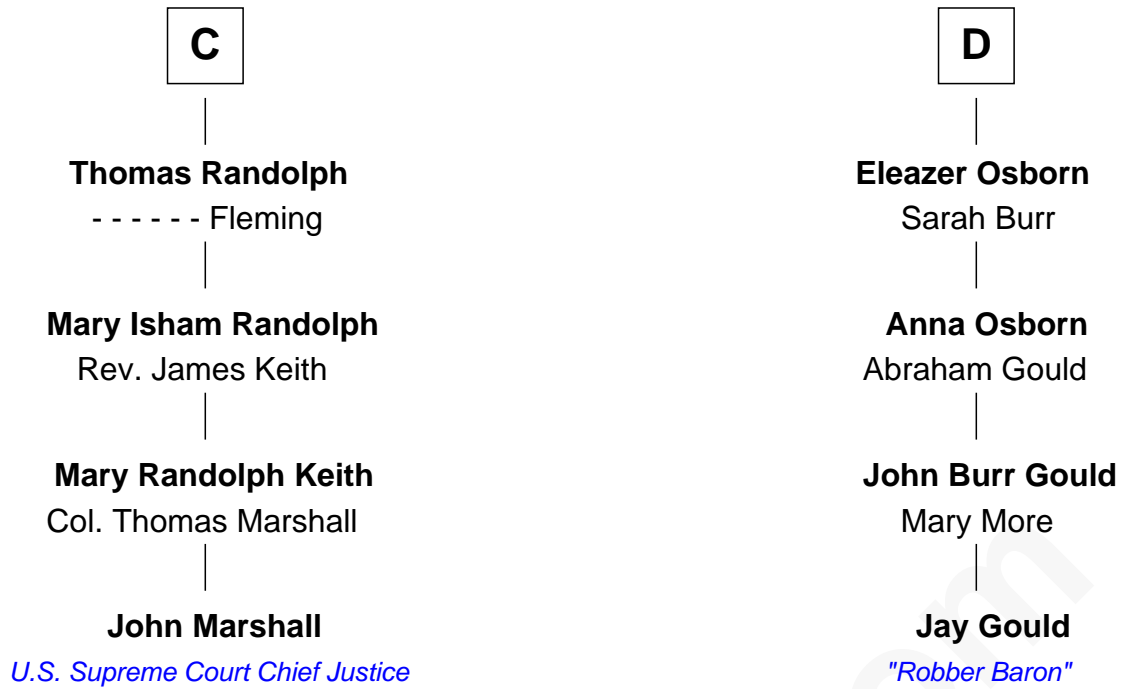 C
Thomas Randolph
- - - - - - Fleming
Mary Isham Randolph
Rev. James Keith
Mary Randolph Keith
Col. Thomas Marshall
John Marshall
U.S. Supreme Court Chief Justice
D
Eleazer Osborn
Sarah Burr
Anna Osborn
Abraham Gould
John Burr Gould
Mary More
Jay Gould
"Robber Baron"